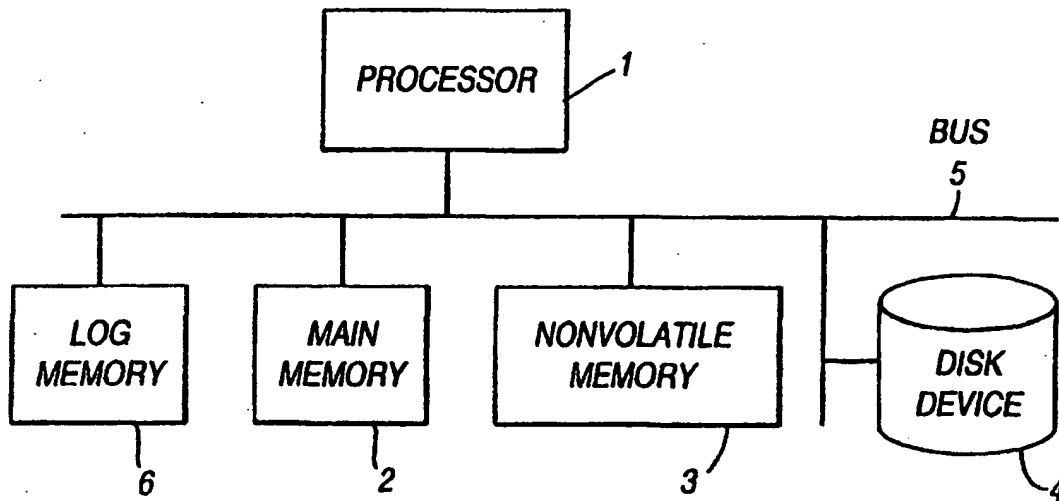 PROCESSOR
1
BUS
5
LOG
MEMORY
6
MAIN
MEMORY
2
NONVOLATILE
MEMORY
3
DISK
DEVICE
4